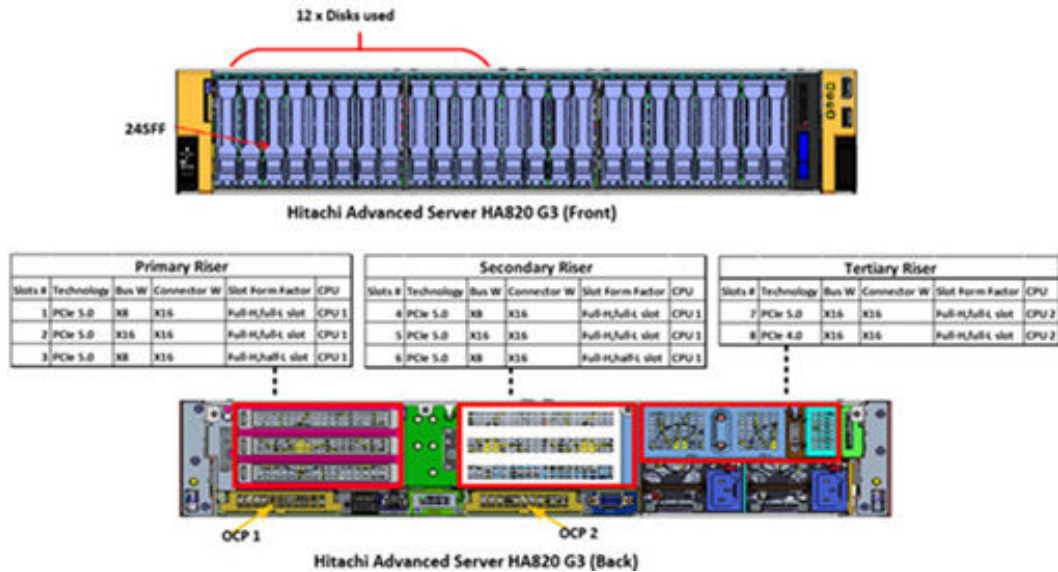 12 x Disks used
24SFF
Hitachi Advanced Server HA820 G3 (Front)
Primary Riser
Slots # Technology Bus W Connector W Slot Form Factor CPU
1 PCIe 5.0 X8 X16 Full-H,full-L slot CPU 1
2 PCIe 5.0 X16 X16 Full-H,full-L slot CPU 1
3 PCIe 5.0 X8 X16 Full-H,half-L slot CPU 1
Secondary Riser
Slots # Technology Bus W Connector W Slot Form Factor CPU
4 PCIe 5.0 X8 X16 Full-H,full-L slot CPU 1
5 PCIe 5.0 X16 X16 Full-H,full-L slot CPU 1
6 PCIe 5.0 X8 X16 Full-H,half-L slot CPU 1
Tertiary Riser
Slots # Technology Bus W Connector W Slot Form Factor CPU
7 PCIe 5.0 X16 X16 Full-H,full-L slot CPU 2
8 PCIe 4.0 X16 X16 Full-H,full-L slot CPU 2
OCP 1
OCP 2
Hitachi Advanced Server HA820 G3 (Back)